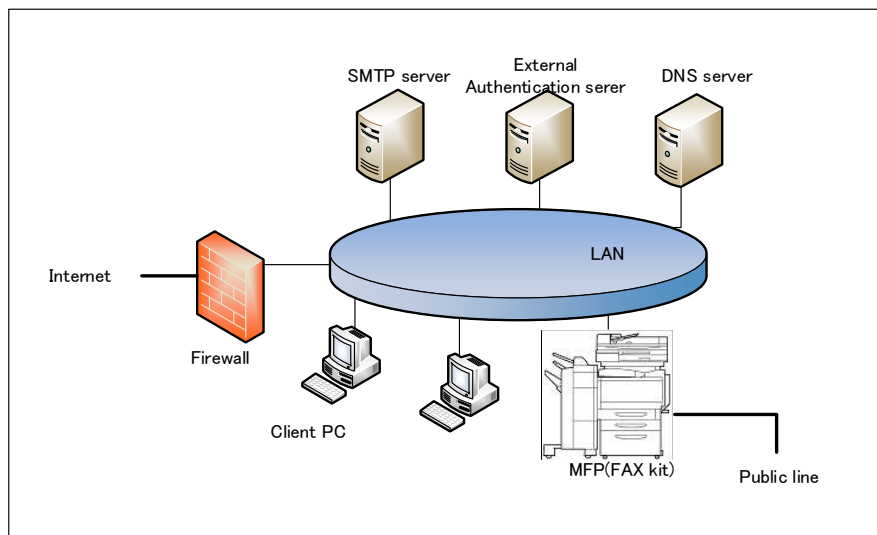 SMTP server
External
Authentication serer
DNS server
LAN
Internet
Firewall
Client PC
MFP(FAX kit)
Public line